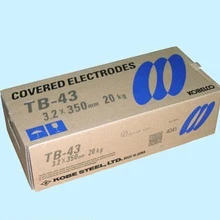 COVERED ELECTRODES
TB-43
3.2 x 350mm 20 kg
KOBELCO
TB-43
3.2 X 350mm 20 kg
KOBE STEEL, LTD.